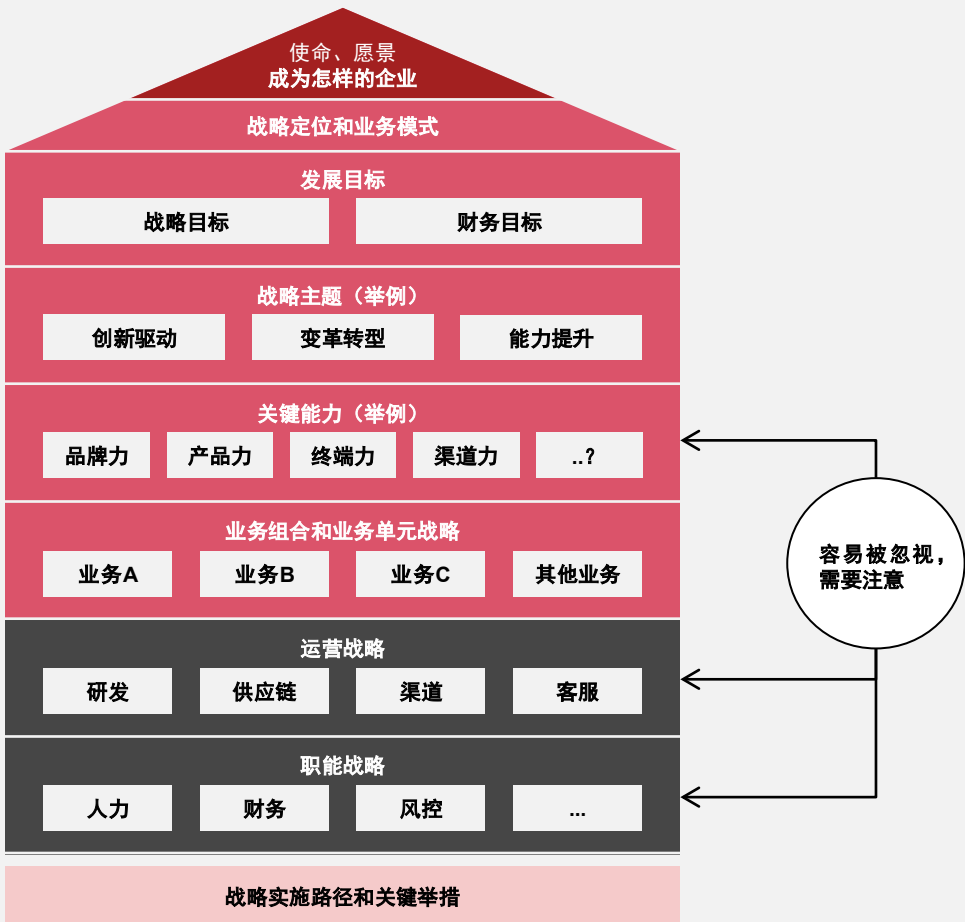 使命、愿景
成为怎样的企业
战略定位和业务模式
发展目标
战略目标
财务目标
战略主题（举例）
创新驱动
变革转型
能力提升
关键能力（举例）
品牌力
产品力
终端力
渠道力
..?
业务组合和业务单元战略
业务A
业务B
业务C
其他业务
运营战略
研发
供应链
渠道
客服
职能战略
人力
财务
风控
...
战略实施路径和关键举措
容易被忽视，
需要注意